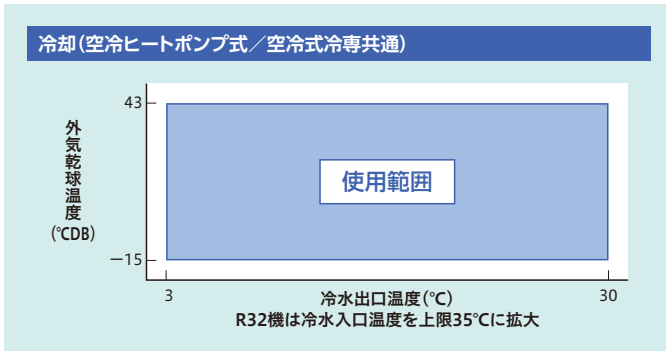 冷却(空冷ヒートポンプ式／空冷式冷専共通)
43
外気乾球温度
(℃DB)
使用範囲
−15
3
冷水出口温度(℃)
30
R32機は冷水入口温度を上限35℃に拡大